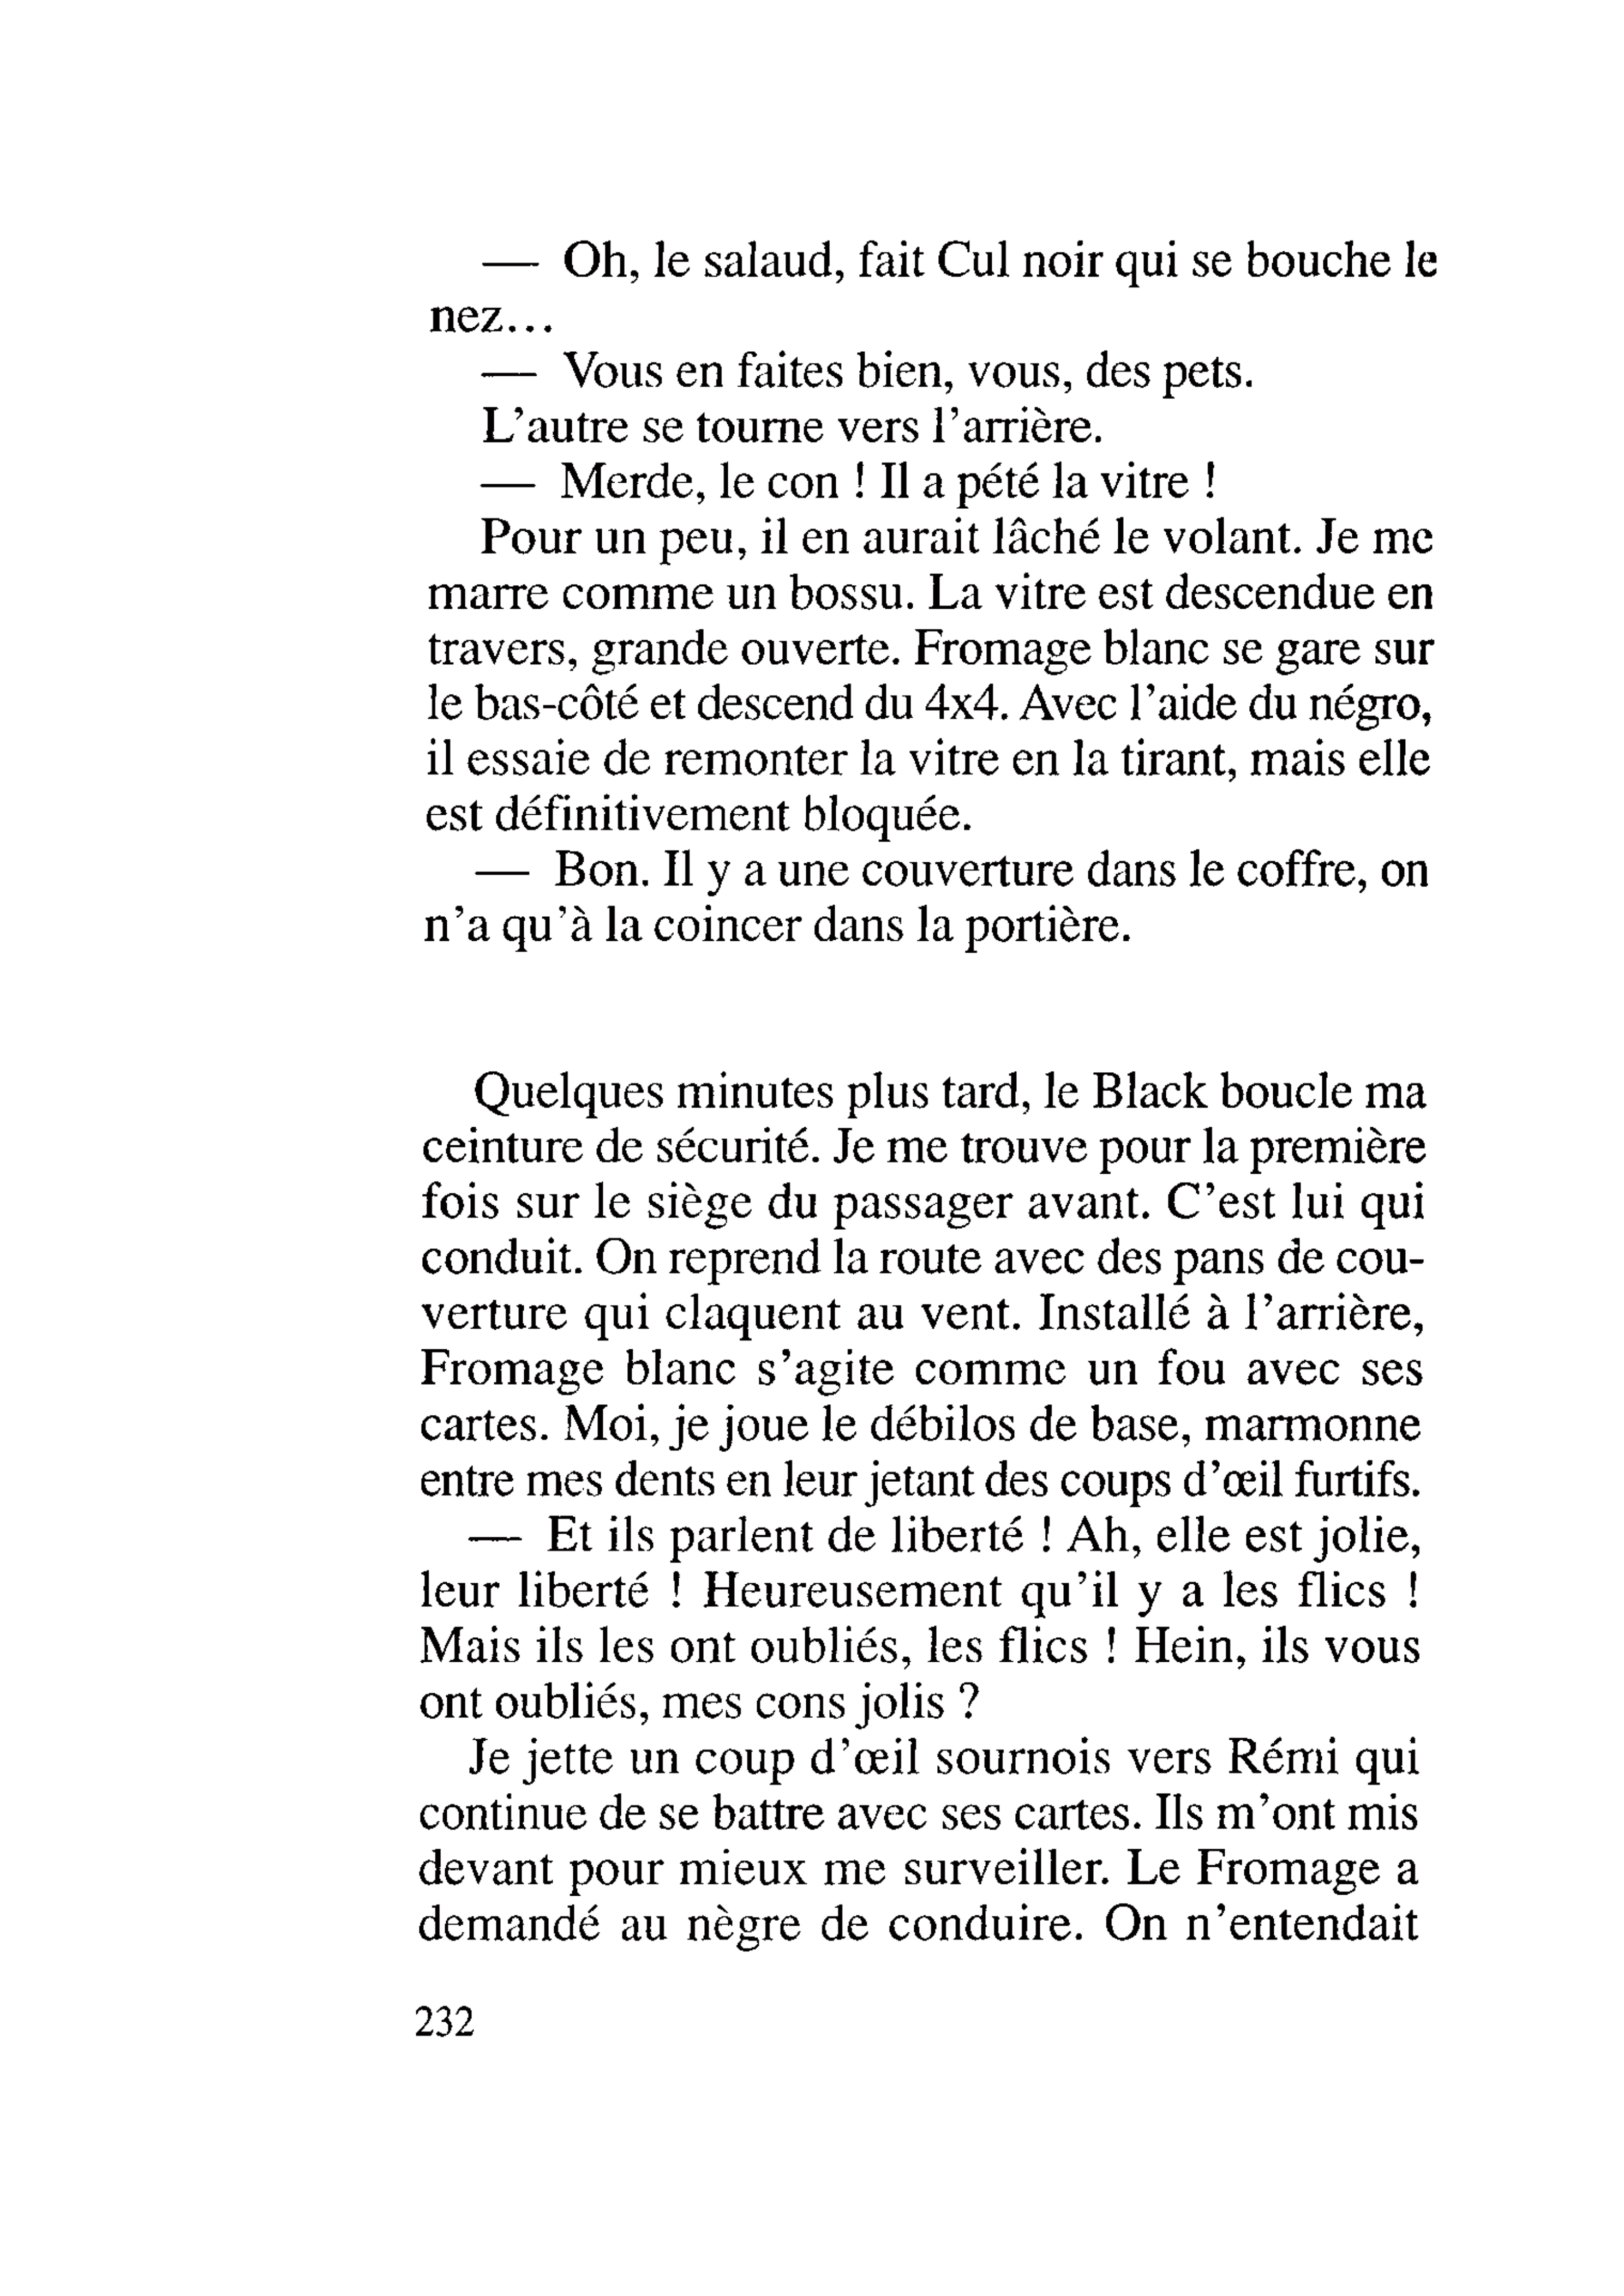 — Oh, le salaud, fait Cul noir qui se bouche le
nez…
— Vous en faites bien, vous, des pets.
L’autre se tourne vers l’arrière.
— Merde, le con ! Il a pété la vitre !
Pour un peu, il en aurait lâché le volant. Je me
marre comme un bossu. La vitre est descendue en
travers, grande ouverte. Fromage blanc se gare sur
le bas-côté et descend du 4x4. Avec l’aide du négro,
il essaie de remonter la vitre en la tirant, mais elle
est définitivement bloquée.
— Bon. Il y a une couverture dans le coffre, on
n’a qu’à la coincer dans la portière.
Quelques minutes plus tard, le Black boucle ma
ceinture de sécurité. Je me trouve pour la première
fois sur le siège du passager avant. C’est lui qui
conduit. On reprend la route avec des pans de cou-
verture qui claquent au vent. Installé à l’arrière,
Fromage blanc s’agite comme un fou avec ses
cartes. Moi, je joue le débilos de base, marmonne
entre mes dents en leur jetant des coups d’œil furtifs.
— Et ils parlent de liberté ! Ah, elle est jolie,
leur liberté ! Heureusement qu’il y a les flics !
Mais ils les ont oubliés, les flics ! Hein, ils vous
ont oubliés, mes cons jolis ?
Je jette un coup d’œil sournois vers Rémi qui
continue de se battre avec ses cartes. Ils m’ont mis
devant pour mieux me surveiller. Le Fromage a
demandé au nègre de conduire. On n’entendait
232